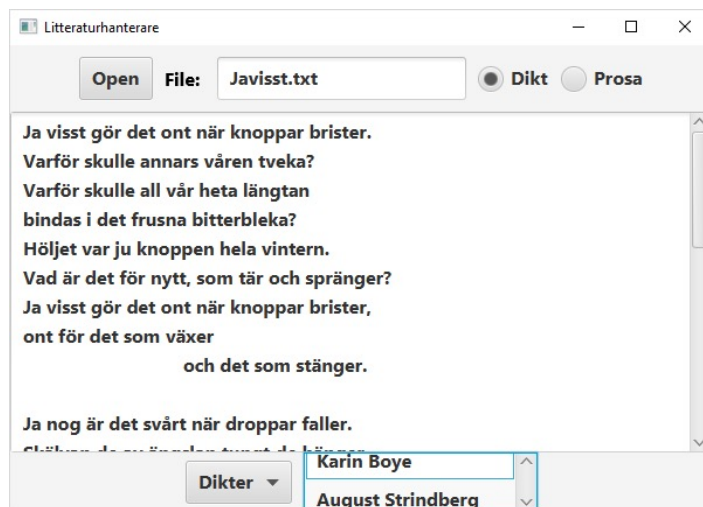 Litteraturhanterare
Open File: Javisst.txt Dikt Prosa
Ja visst gör det ont när knoppar brister.
Varför skulle annars våren tveka?
Varför skulle all vår heta längtan
bindas i det frusna bitterbleka?
Höljet var ju knoppen hela vintern.
Vad är det för nytt, som tär och spränger?
Ja visst gör det ont när knoppar brister,
ont för det som växer
och det som stänger.
Ja nog är det svårt när droppar faller.
Dikter
Karin Boye
August Strindberg